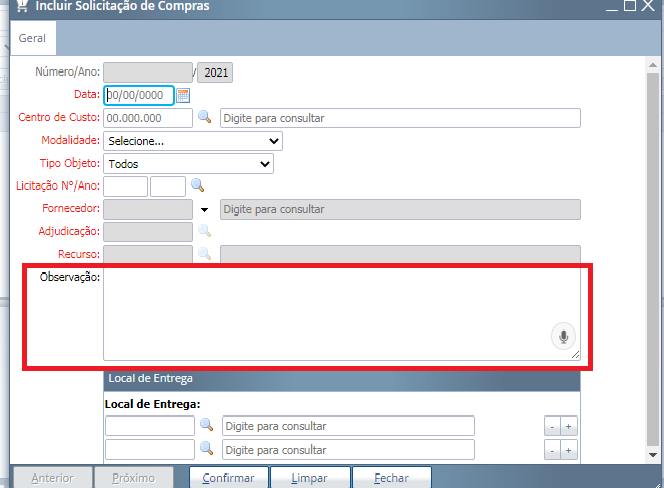 Incluir Solicitação de Compras
Geral
Número/Ano: / 2021
Data: 00/00/0000
Centro de Custo: 00.000.000 Digite para consultar
Modalidade: Selecione...
Tipo Objeto: Todos
Licitação Nº/Ano:
Fornecedor: Digite para consultar
Adjudicação:
Recurso:
Observação:
Local de Entrega
Local de Entrega:
Digite para consultar - +
Digite para consultar - +
Anterior Próximo Confirmar Limpar Fechar